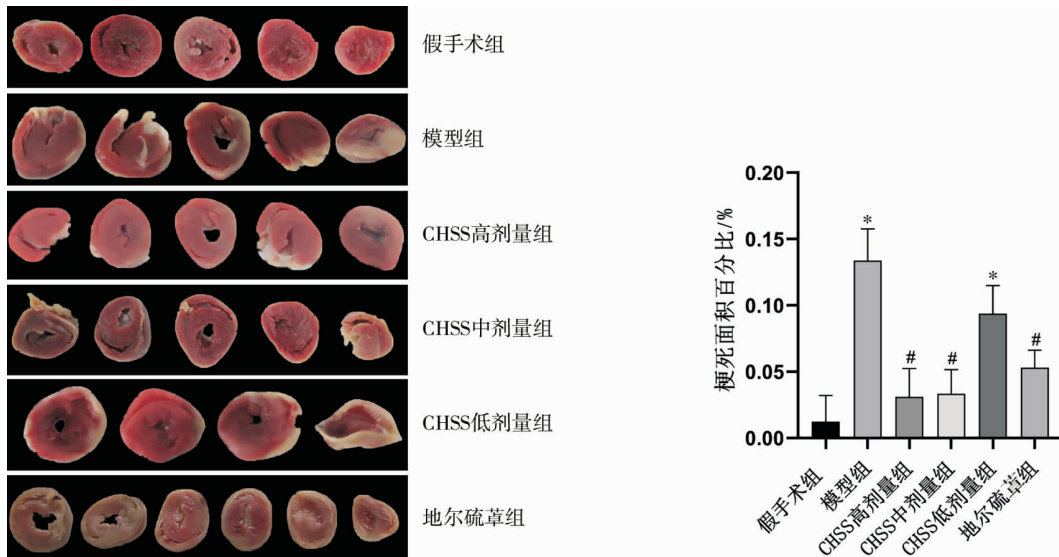 假手术组
模型组
CHSS高剂量组
CHSS中剂量组
CHSS低剂量组
地尔硫䓬组
梗死面积百分比/%
0.20
0.15
0.10
0.05
0.00
*
#
#
*
#
假手术组
模型组
CHSS高剂量组
CHSS中剂量组
CHSS低剂量组
地尔硫䓬组